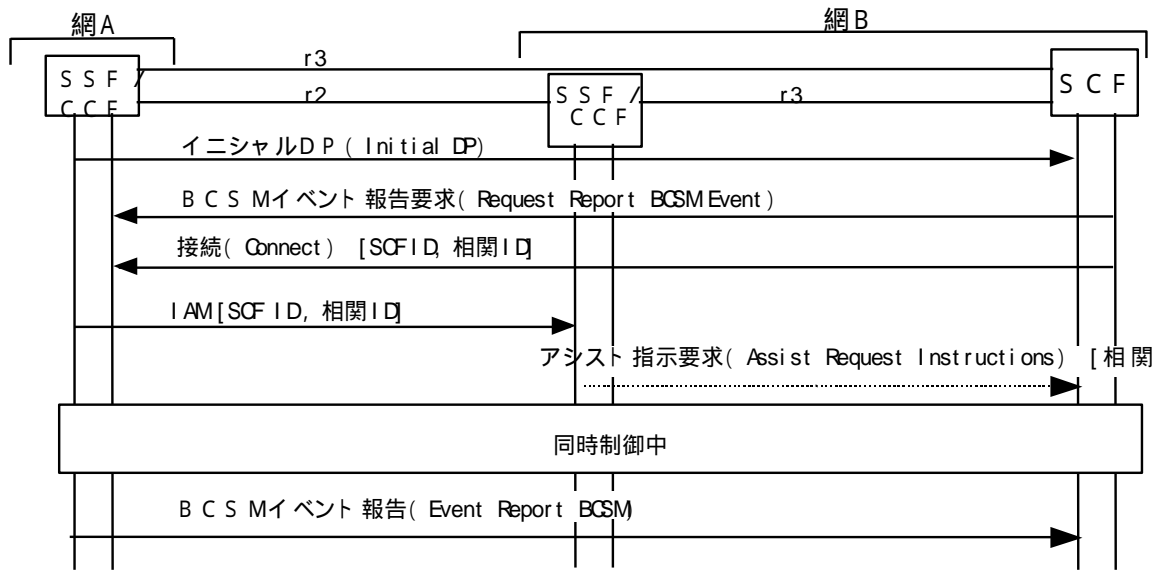 網A
網B
r3
SSF/
CCF
r2
SSF/
CCF
r3
SCF
イニシャルDP(Initial DP)
BCSMイベント報告要求(Request Report BCSM Event)
接続(Connect) [SCFID, 相関ID]
IAM[SCF ID, 相関ID]
アシスト指示要求(Assist Request Instructions) [相関
同時制御中
BCSMイベント報告(Event Report BCSM)